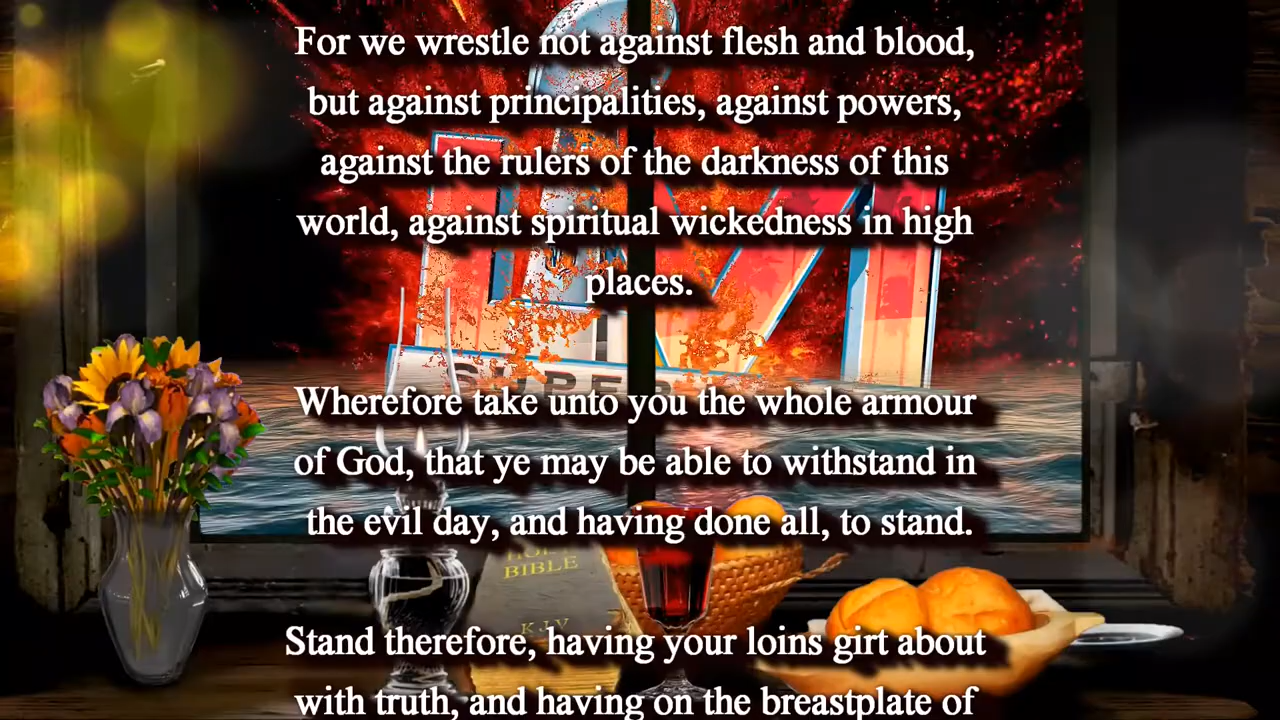 For we wrestle not against flesh and blood,
but against principalities, against powers,
against the rulers of the darkness of this
world, against spiritual wickedness in high
places.
SUPER
Wherefore take unto you the whole armour
of God, that ye may be able to withstand in
the evil day, and having done all, to stand.
HOLY
BIBLE
KJV
Stand therefore, having your loins girt about
with truth, and having on the breastplate of